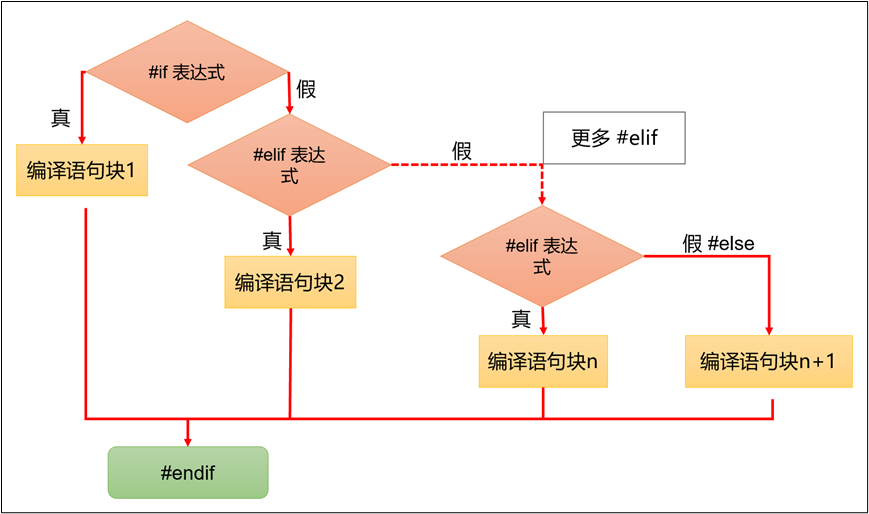 #if 表达式
真
假
编译语句块1
#elif 表达
式
假
更多 #elif
真
编译语句块2
#elif 表达
式
假 #else
真
编译语句块n
编译语句块n+1
#endif